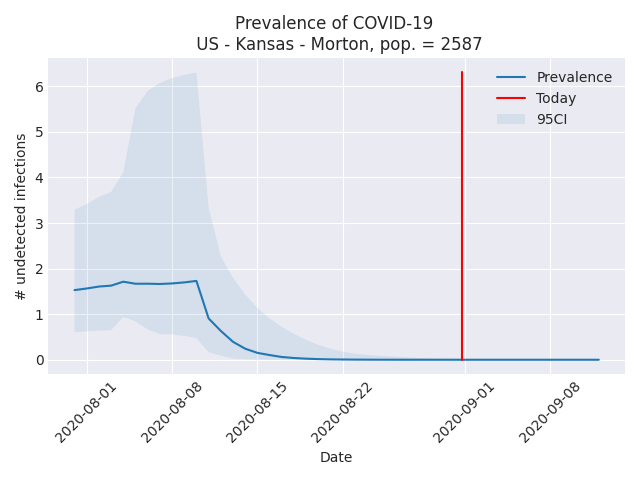 Prevalence of COVID-19
US - Kansas - Morton, pop. = 2587
# undetected infections
6
5
4
3
2
1
0
Prevalence
Today
95CI
2020-08-01
2020-08-08
2020-08-15
2020-08-22
2020-09-01
2020-09-08
Date